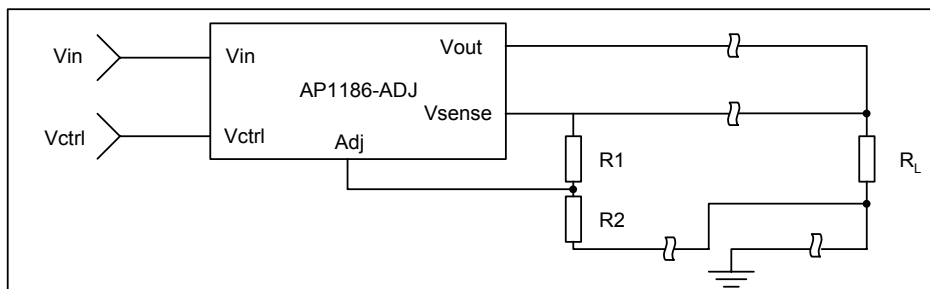 Vin
Vin
Vout
AP1186-ADJ
Vsense
Vctrl
Vctrl
Adj
R1
R2
RL